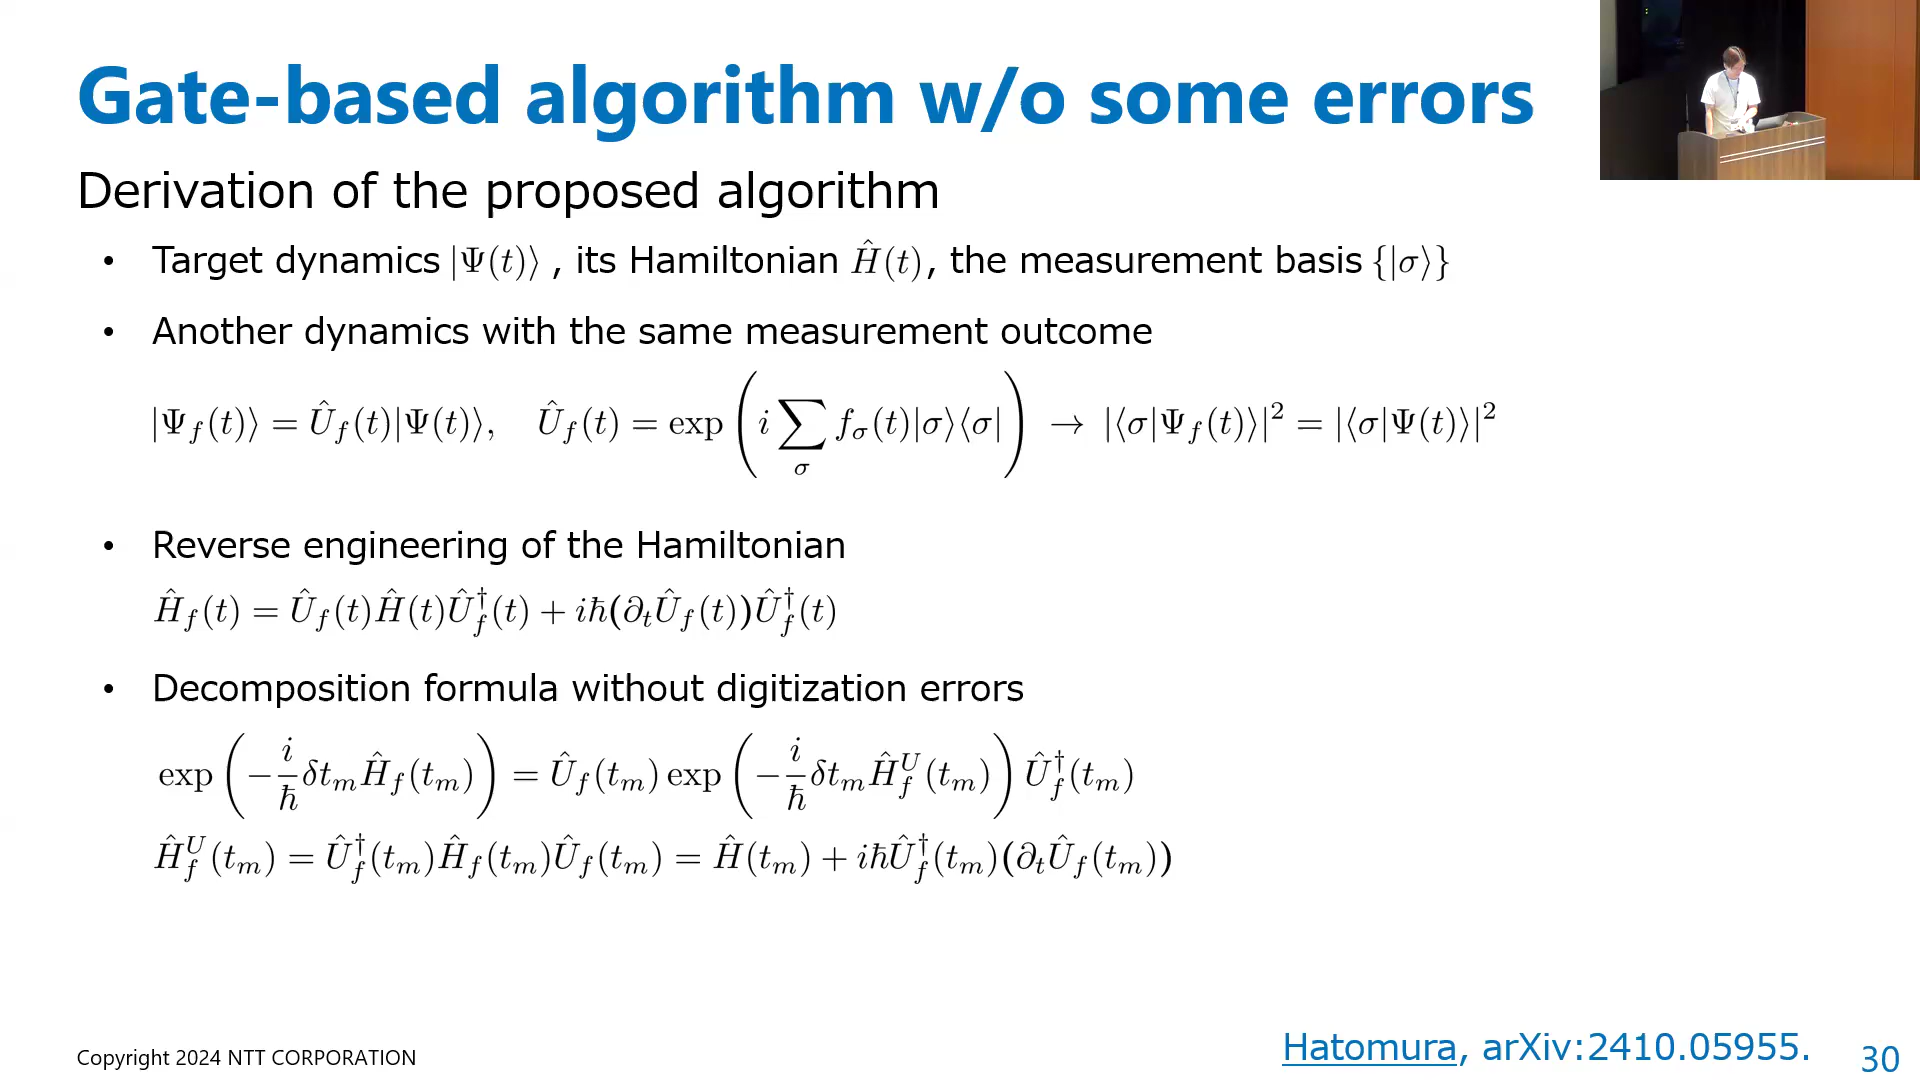 Gate-based algorithm w/o some errors
Derivation of the proposed algorithm
• Target dynamics |Ψ(t)⟩ , its Hamiltonian Ĥ(t), the measurement basis {|σ⟩}
• Another dynamics with the same measurement outcome
|Ψ_f(t)⟩ = Û_f(t)|Ψ(t)⟩, Û_f(t) = exp(i ∑_σ f_σ(t)|σ⟩⟨σ|) → |⟨σ|Ψ_f(t)⟩|² = |⟨σ|Ψ(t)⟩|²
• Reverse engineering of the Hamiltonian
Ĥ_f(t) = Û_f(t)Ĥ(t)Û_f^†(t) + iħ(∂_tÛ_f(t))Û_f^†(t)
• Decomposition formula without digitization errors
exp(−i/ħ δt_m Ĥ_f(t_m)) = Û_f(t_m) exp(−i/ħ δt_m Ĥ_f^U(t_m)) Û_f^†(t_m)
Ĥ_f^U(t_m) = Û_f^†(t_m)Ĥ_f(t_m)Û_f(t_m) = Ĥ(t_m) + iħÛ_f^†(t_m)(∂_tÛ_f(t_m))
Hatomura, arXiv:2410.05955.
Copyright 2024 NTT CORPORATION
30